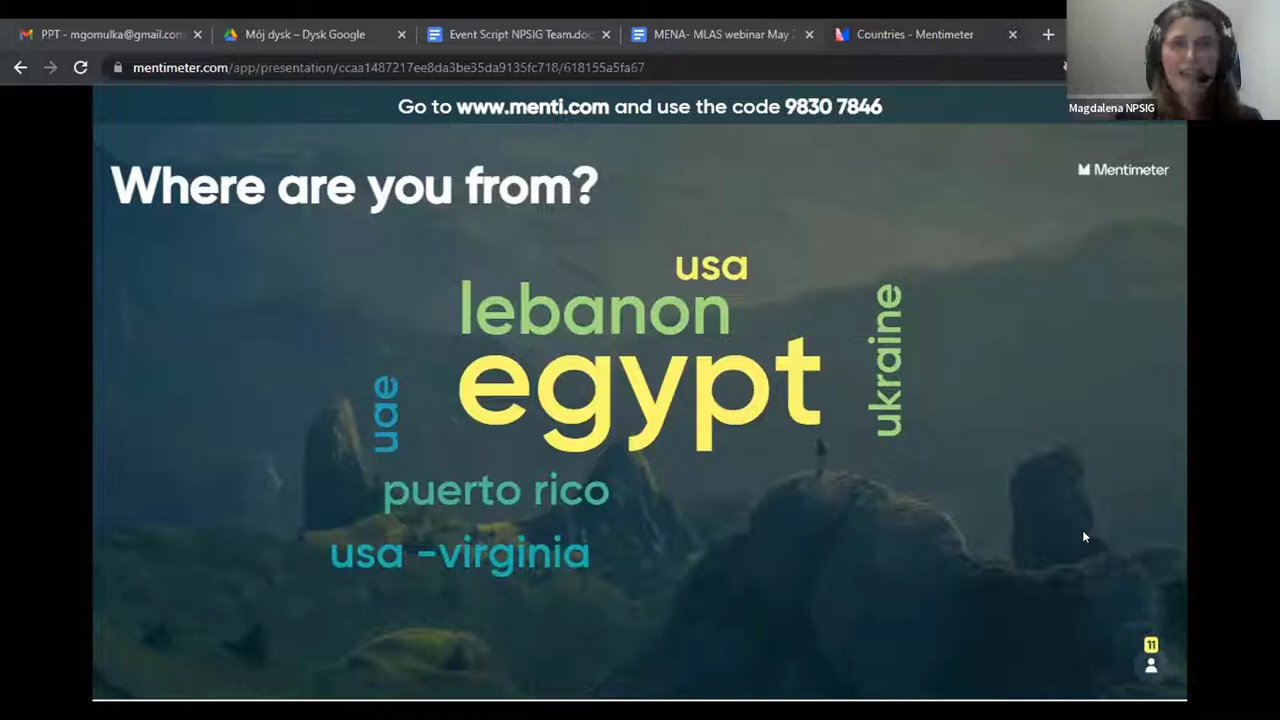 PPT - mgomulka@gmail.com
Mój dysk – Dysk Google
Event Script NPSIG Team.doc
MENA- MLAS webinar May
Countries - Mentimeter
mentimeter.com/app/presentation/ccaa1487217ee8da3be35da9135fc718/618155a5fa67
Magdalena NPSIG
Go to www.menti.com and use the code 9830 7846
Where are you from?
Mentimeter
usa
lebanon
ukraine
egypt
uae
puerto rico
usa -virginia
11